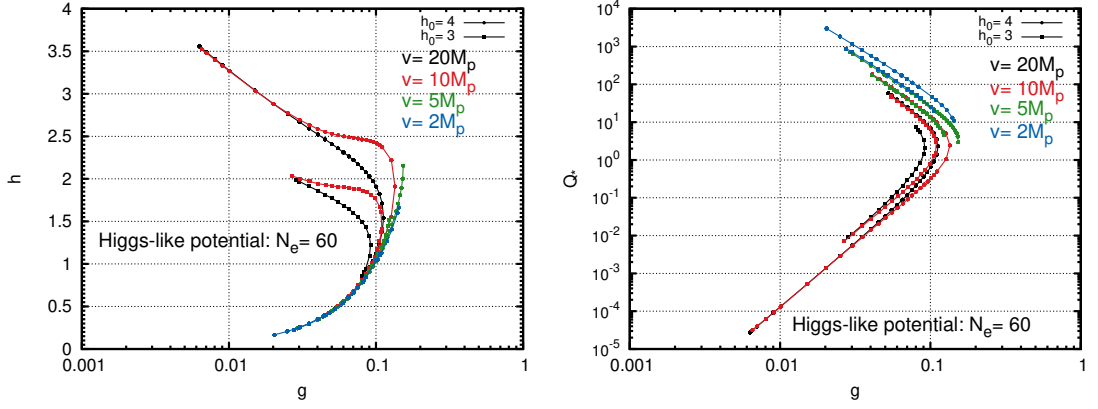 h₀= 4
h₀= 3
v= 20Mₚ
v= 10Mₚ
v= 5Mₚ
v= 2Mₚ
Higgs-like potential: Nₑ= 60
4
3.5
3
2.5
2
1.5
1
0.5
0
h
0.001
0.01
0.1
1
g
h₀= 4
h₀= 3
v= 20Mₚ
v= 10Mₚ
v= 5Mₚ
v= 2Mₚ
Higgs-like potential: Nₑ= 60
10⁴
10³
10²
10¹
10⁰
10⁻¹
10⁻²
10⁻³
10⁻⁴
10⁻⁵
Q*
0.001
0.01
0.1
1
g